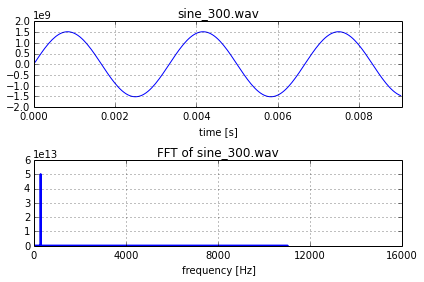 sine_300.wav
1e9
2.0
1.5
1.0
0.5
0.0
−0.5
−1.0
−1.5
−2.0
0.000 0.002 0.004 0.006 0.008
time [s]
FFT of sine_300.wav
1e13
6
5
4
3
2
1
0
0 4000 8000 12000 16000
frequency [Hz]